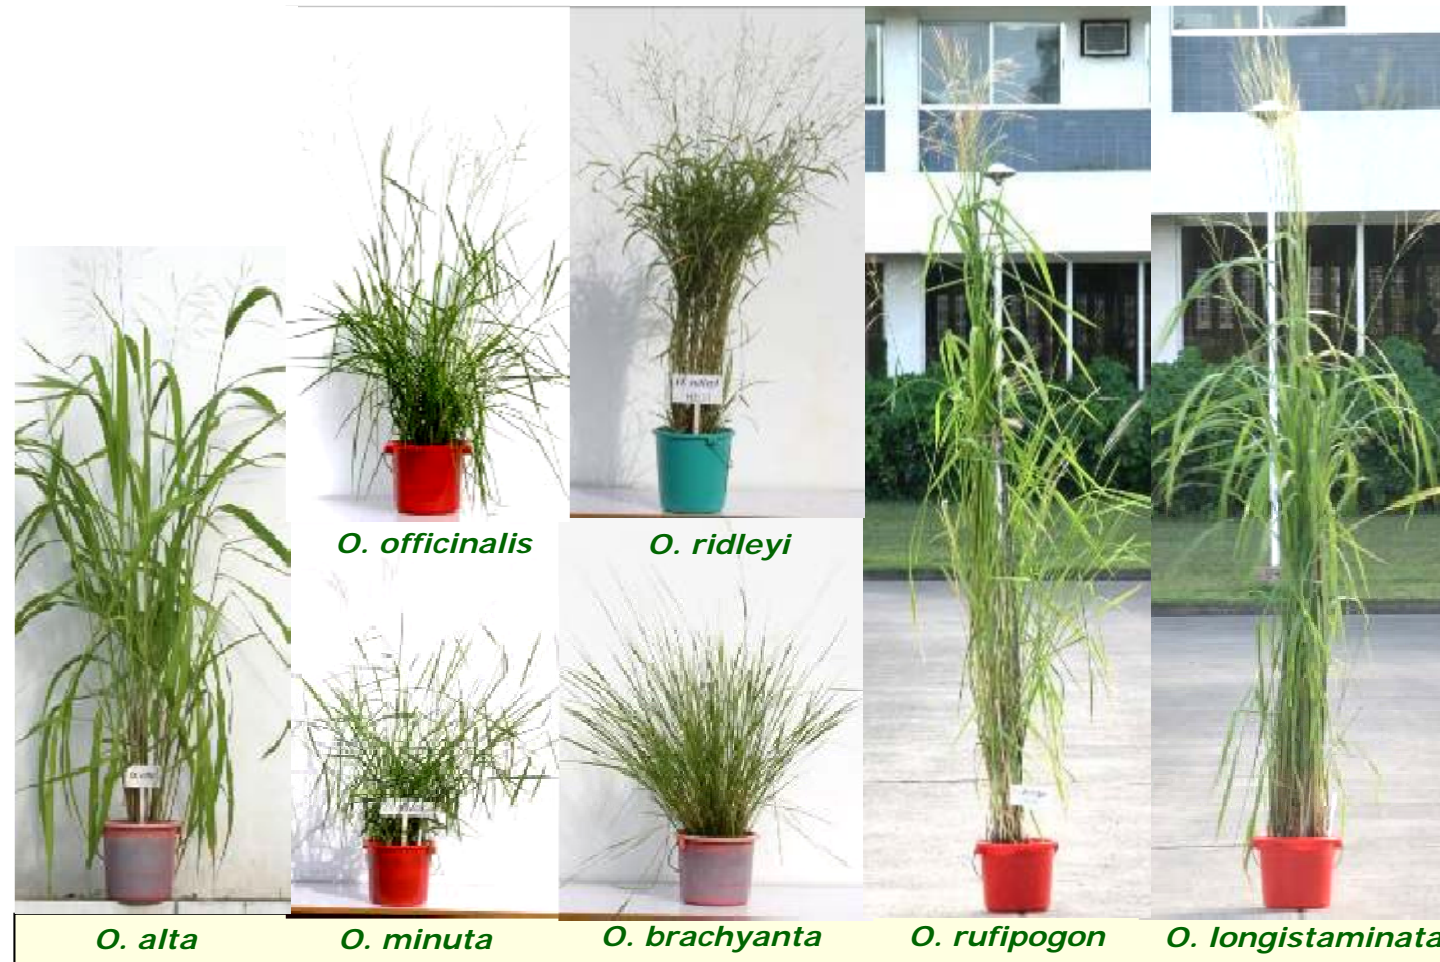 O. officinalis
O. ridleyi
O. alta
O. minuta
O. brachyanta
O. rufipogon
O. longistaminata